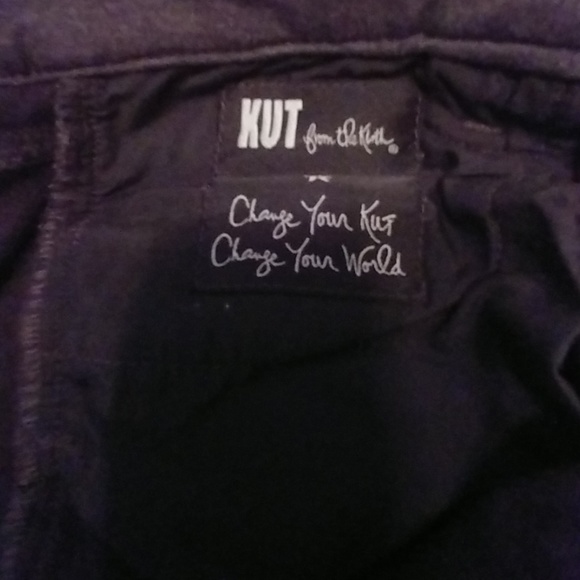 KUT from the Kloth®
Change Your Kut
Change Your World